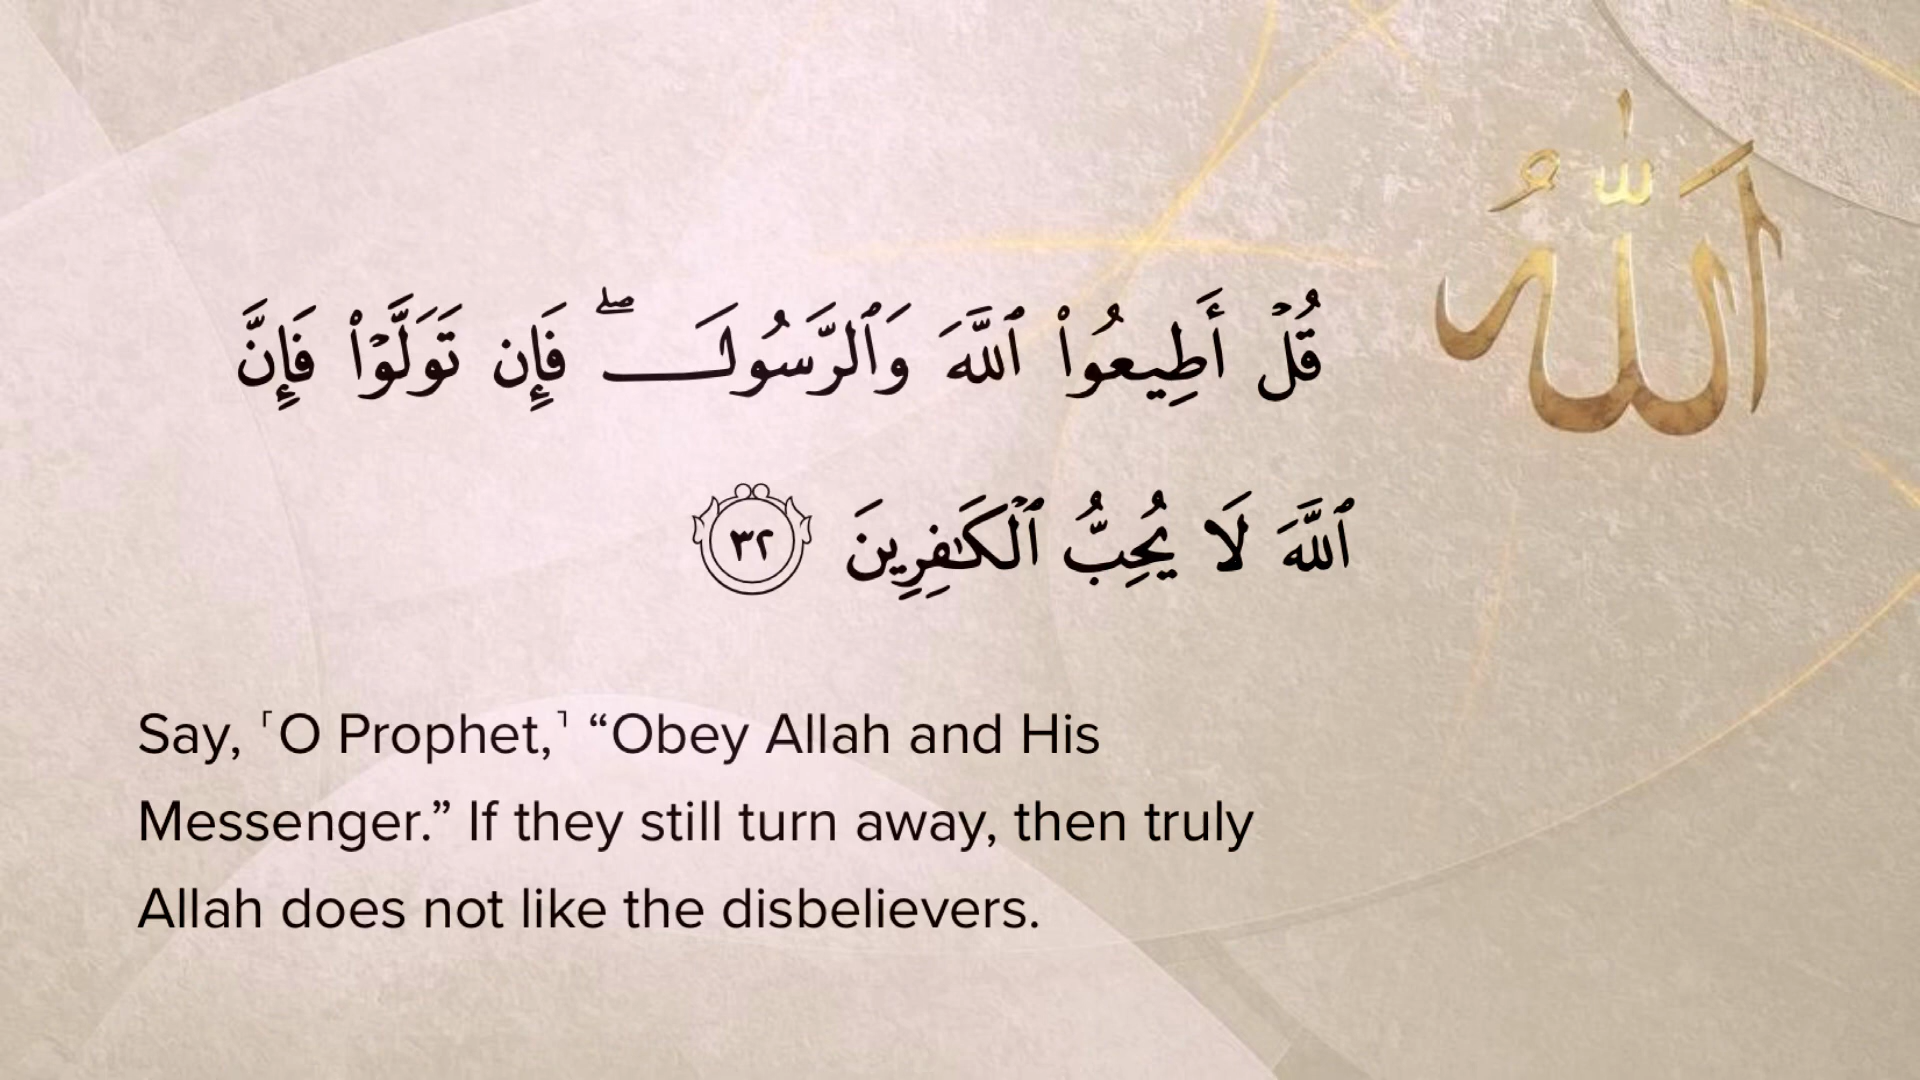 ٱللَّهُ
قُلۡ أَطِيعُواْ ٱللَّهَ وَٱلرَّسُولَۖ فَإِن تَوَلَّوۡاْ فَإِنَّ
ٱللَّهَ لَا يُحِبُّ ٱلۡكَٰفِرِينَ ٣٢
Say, ˹O Prophet,˺ “Obey Allah and His
Messenger.” If they still turn away, then truly
Allah does not like the disbelievers.